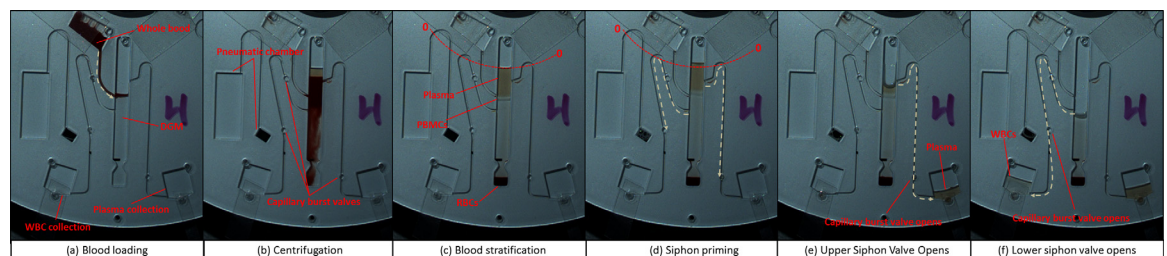 Whole blood
Plasma collection
WBC collection
(a) Blood loading
Pneumatic chamber
Capillary burst valves
(b) Centrifugation
0
0
Plasma
PBMCs
(c) Blood stratification
0
0
(d) Siphon priming
Plasma
Capillary burst valve opens
(e) Upper Siphon Valve Opens
WBCs
Capillary burst valve opens
(f) Lower siphon valve opens